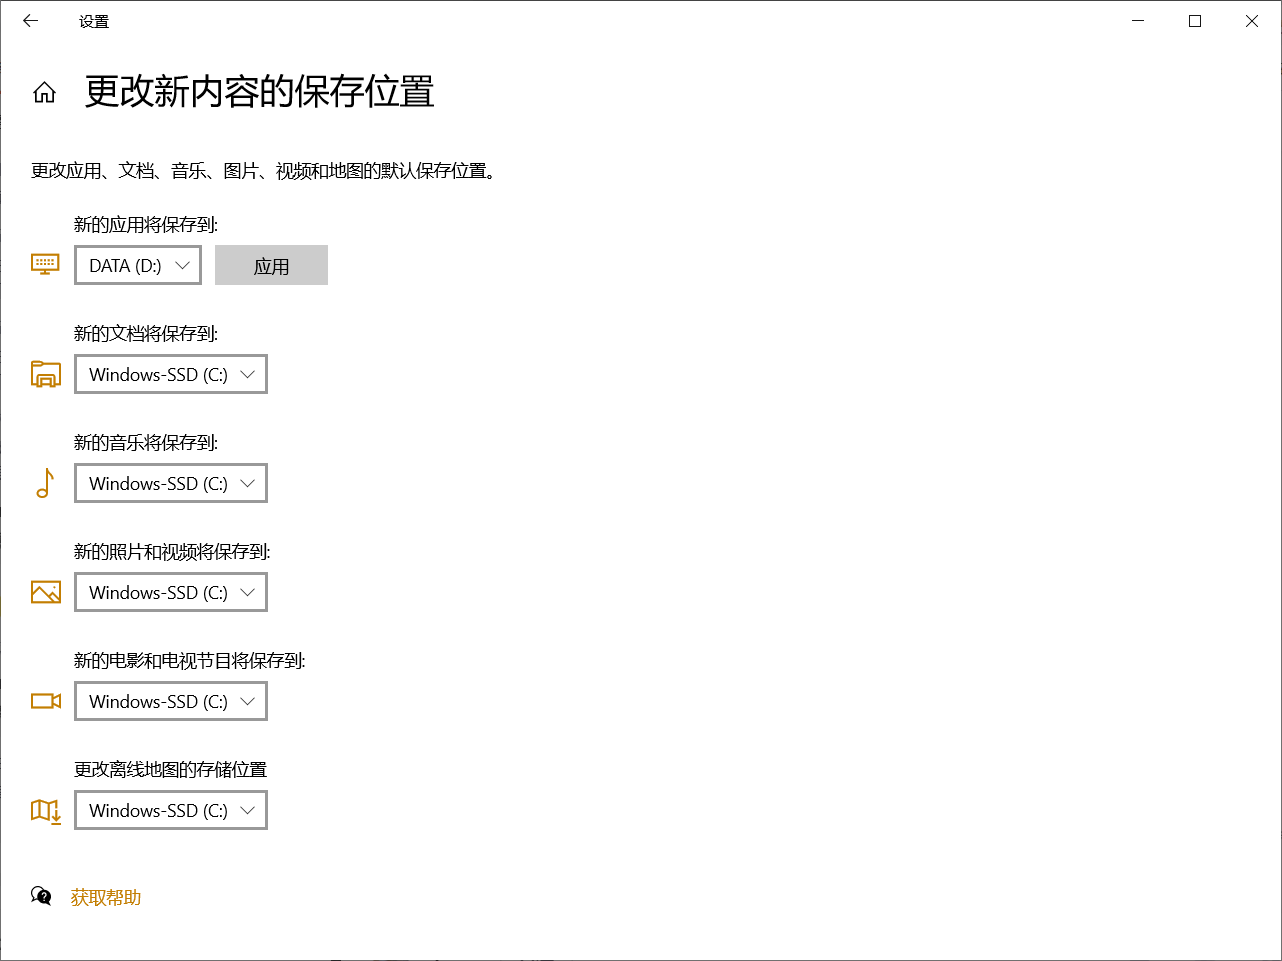 设置
更改新内容的保存位置
更改应用、文档、音乐、图片、视频和地图的默认保存位置。
新的应用将保存到:
DATA (D:) 应用
新的文档将保存到:
Windows-SSD (C:)
新的音乐将保存到:
Windows-SSD (C:)
新的照片和视频将保存到:
Windows-SSD (C:)
新的电影和电视节目将保存到:
Windows-SSD (C:)
更改离线地图的存储位置
Windows-SSD (C:)
获取帮助